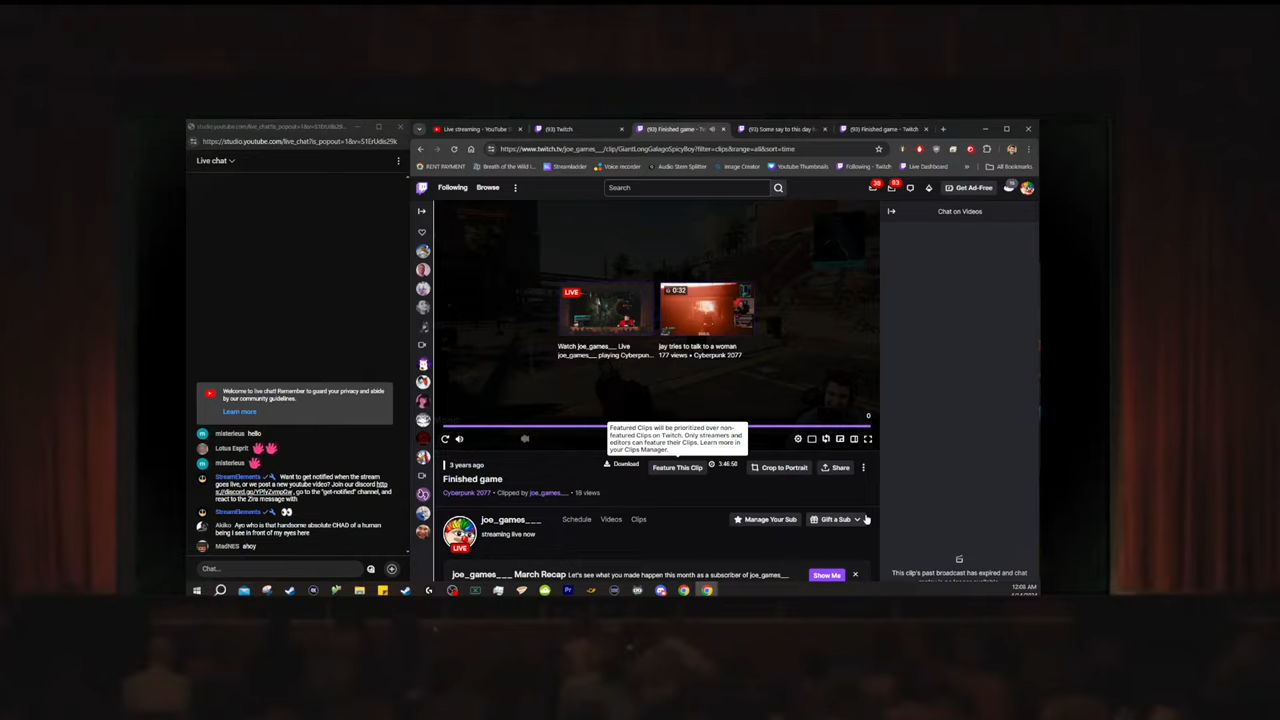 https://studio.youtube.com/live_chat?is_popout=1&v=51ErUdis29k
Live chat
Welcome to live chat! Remember to guard your privacy and abide
by our community guidelines.
Learn more
misterieus hello
Lotus Esprit
misterieus
StreamElements Want to get notified when the stream
goes live, or we post a new youtube video? Join our discord http
go to the "get-notified" channel, and
react to the Zira message with
StreamElements
Akiko Ayo who is that handsome absolute CHAD of a human
being I see in front of my eyes here
MadNES ahoy
Chat...
Live streaming - YouTube
(93) Twitch
(93) Finished game - Tw
(93) Some say to this day h
(93) Finished game - Twitch
https://www.twitch.tv/joe_games___/clip/GiantLongGalagoSpicyBoy?filter=clips&range=all&sort=time
RENT PAYMENT
Breath of the Wild I
Streamladder
Voice recorder
Audio Stem Splitter
Image Creator
Youtube Thumbnails
Following - Twitch
Live Dashboard
All Bookmarks
Following
Browse
Search
38
93
Get Ad-Free
Chat on Videos
LIVE
0:32
Watch joe_games___ Live
joe_games___ playing Cyberpun...
jay tries to talk to a woman
177 views • Cyberpunk 2077
0
Featured Clips will be prioritized over non-
featured Clips on Twitch. Only streamers and
editors can feature their Clips. Learn more in
your Clips Manager.
3 years ago
Download
Feature This Clip
3:46:50
Crop to Portrait
Share
Finished game
Cyberpunk 2077 • Clipped by joe_games___ • 18 views
joe_games___
Schedule
Videos
Clips
Manage Your Sub
Gift a Sub
streaming live now
LIVE
joe_games___ March Recap Let's see what you made happen this month as a subscriber of joe_games___
Show Me
This clip's past broadcast has expired and chat
12:08 AM